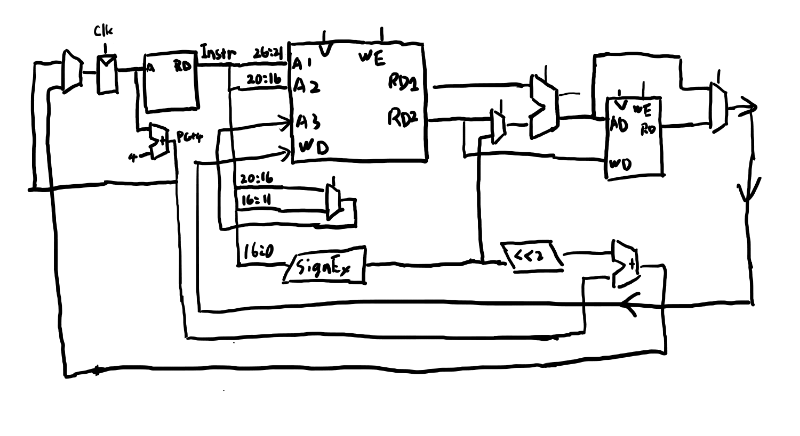 Clk
A RD
Instr
26:21
20:16
A1
A2
A3
WD
WE
RD1
RD2
4
+
PC+4
20:16
16:11
16:0
SignEx
<<2
+
WE
AD
RD
WD